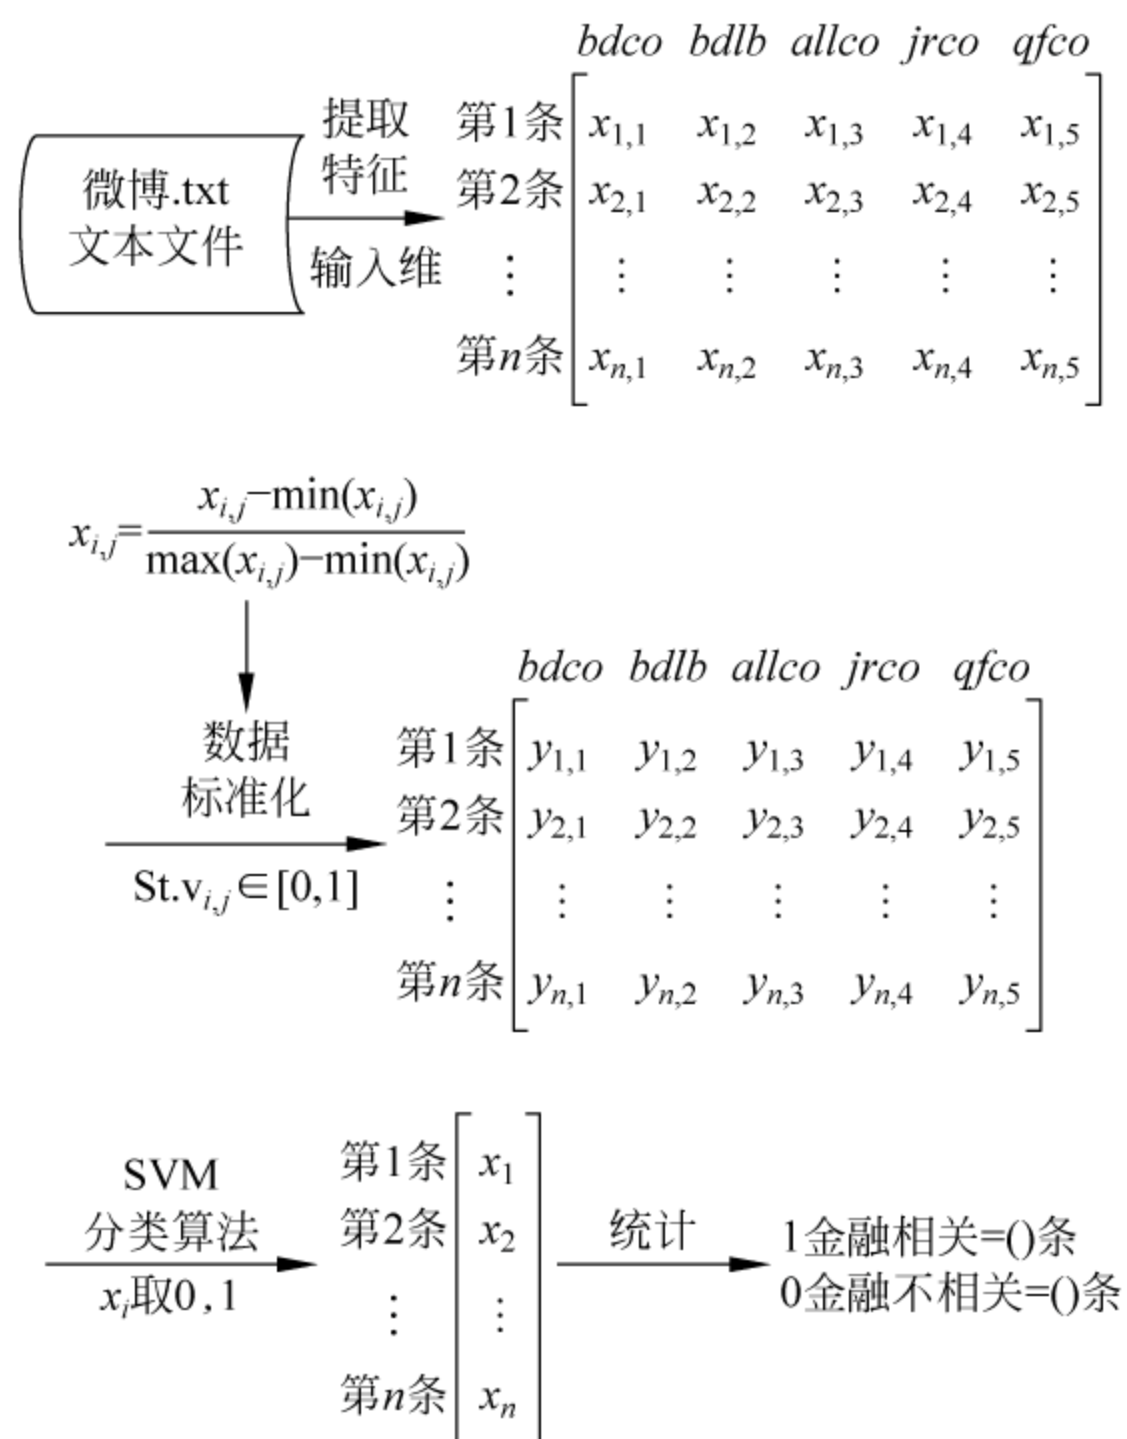 bdco bdlb allco jrco qfco
微博.txt
文本文件
提取
特征
输入维
第1条 x1,1 x1,2 x1,3 x1,4 x1,5
第2条 x2,1 x2,2 x2,3 x2,4 x2,5
⋮ ⋮ ⋮ ⋮ ⋮ ⋮
第n条 xn,1 xn,2 xn,3 xn,4 xn,5
xi,j=
xi,j−min(xi,j)
max(xi,j)−min(xi,j)
数据
标准化
St.vi,j∈[0,1]
bdco bdlb allco jrco qfco
第1条 y1,1 y1,2 y1,3 y1,4 y1,5
第2条 y2,1 y2,2 y2,3 y2,4 y2,5
⋮ ⋮ ⋮ ⋮ ⋮ ⋮
第n条 yn,1 yn,2 yn,3 yn,4 yn,5
SVM
分类算法
xi取0,1
第1条 x1
第2条 x2
⋮ ⋮
第n条 xn
统计
1金融相关=()条
0金融不相关=()条